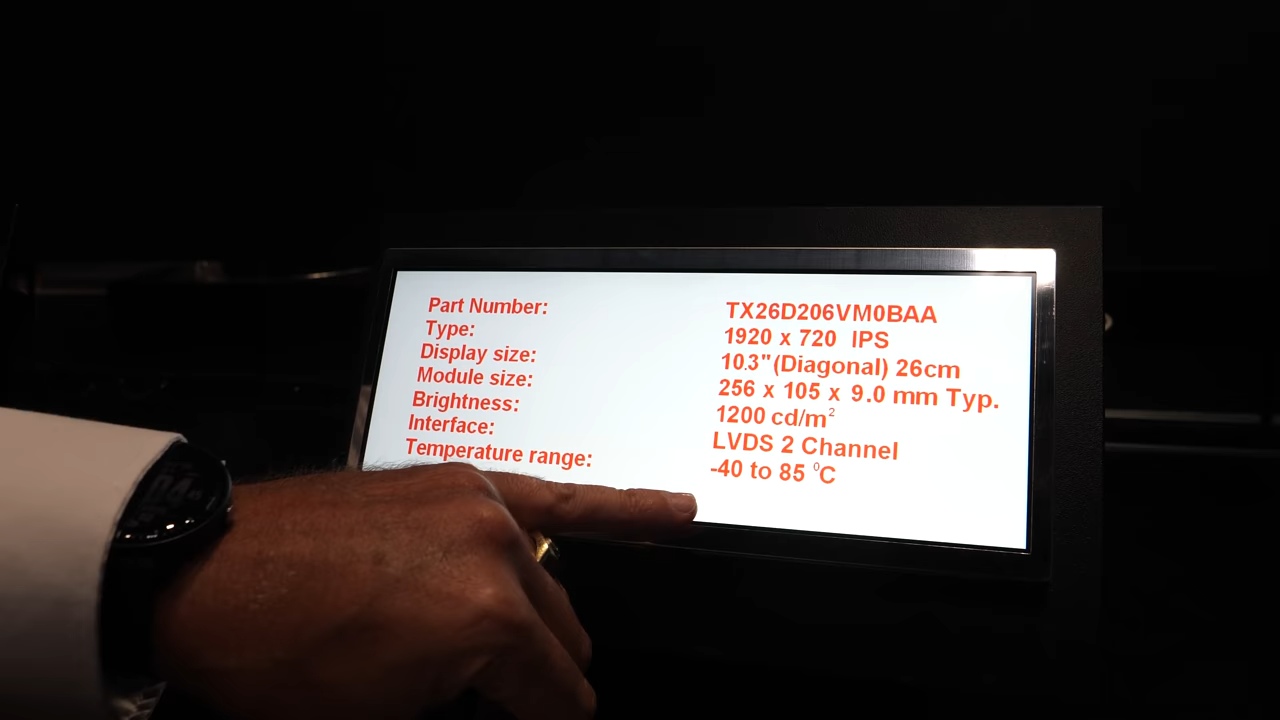 Part Number: TX26D206VM0BAA
Type: 1920 x 720 IPS
Display size: 10.3"(Diagonal) 26cm
Module size: 256 x 105 x 9.0 mm Typ.
Brightness: 1200 cd/m²
Interface: LVDS 2 Channel
Temperature range: -40 to 85 ⁰C